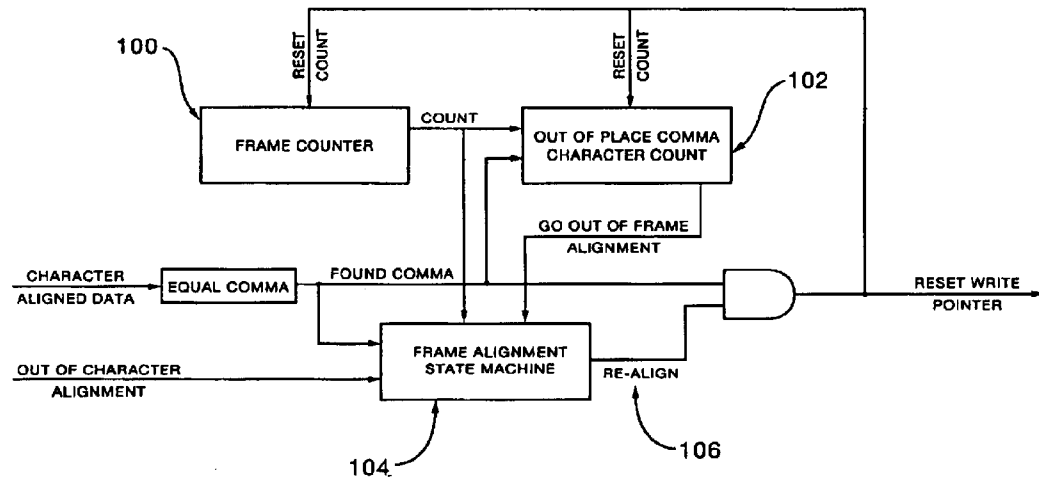 RESET
COUNT
RESET
COUNT
100
102
FRAME COUNTER
COUNT
OUT OF PLACE COMMA
CHARACTER COUNT
GO OUT OF FRAME
ALIGNMENT
CHARACTER
ALIGNED DATA
EQUAL COMMA
FOUND COMMA
RESET WRITE
POINTER
FRAME ALIGNMENT
STATE MACHINE
OUT OF CHARACTER
ALIGNMENT
RE-ALIGN
104
106